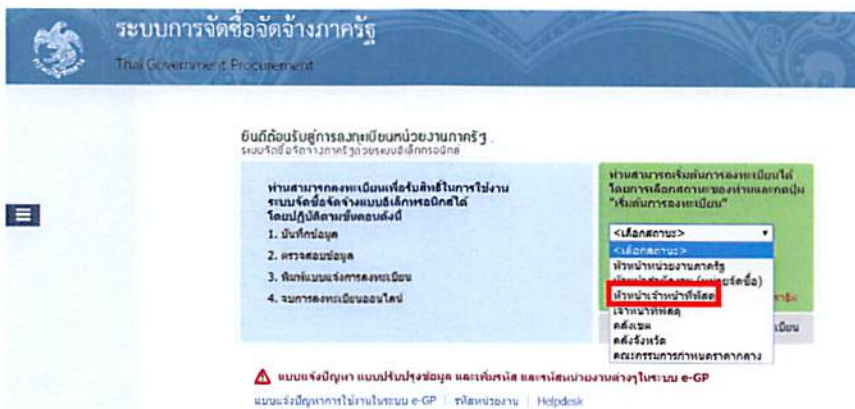 ระบบการจัดซื้อจัดจ้างภาครัฐ
Thai Government Procurement
ยินดีต้อนรับสู่การลงทะเบียนหน่วยงานภาครัฐ
ระบบจัดซื้อจัดจ้างภาครัฐด้วยระบบอิเล็กทรอนิกส์
ท่านสามารถลงทะเบียนเพื่อรับสิทธิ์ในการใช้งาน
ระบบจัดซื้อจัดจ้างแบบอิเล็กทรอนิกส์ได้
โดยปฏิบัติตามขั้นตอนดังนี้
1. บันทึกข้อมูล
2. ตรวจสอบข้อมูล
3. พิมพ์แบบแจ้งการลงทะเบียน
4. จบการลงทะเบียนออนไลน์
ท่านสามารถเริ่มต้นการลงทะเบียนได้
โดยการเลือกสถานะของท่านและกดปุ่ม
"เริ่มต้นการลงทะเบียน"
<เลือกสถานะ>
<เลือกสถานะ>
หัวหน้าหน่วยงานภาครัฐ
หัวหน้าสำนักงาน (หน่วยจัดซื้อ)
หัวหน้าเจ้าหน้าที่พัสดุ
เจ้าหน้าที่พัสดุ
คลังเขต
คลังจังหวัด
คณะกรรมการกำหนดราคากลาง
แบบแจ้งปัญหา แบบปรับปรุงข้อมูล และเพิ่มรหัส และรหัสหน่วยงานต่างๆในระบบ e-GP
แบบแจ้งปัญหาการใช้งานในระบบ e-GP | รหัสหน่วยงาน | Helpdesk